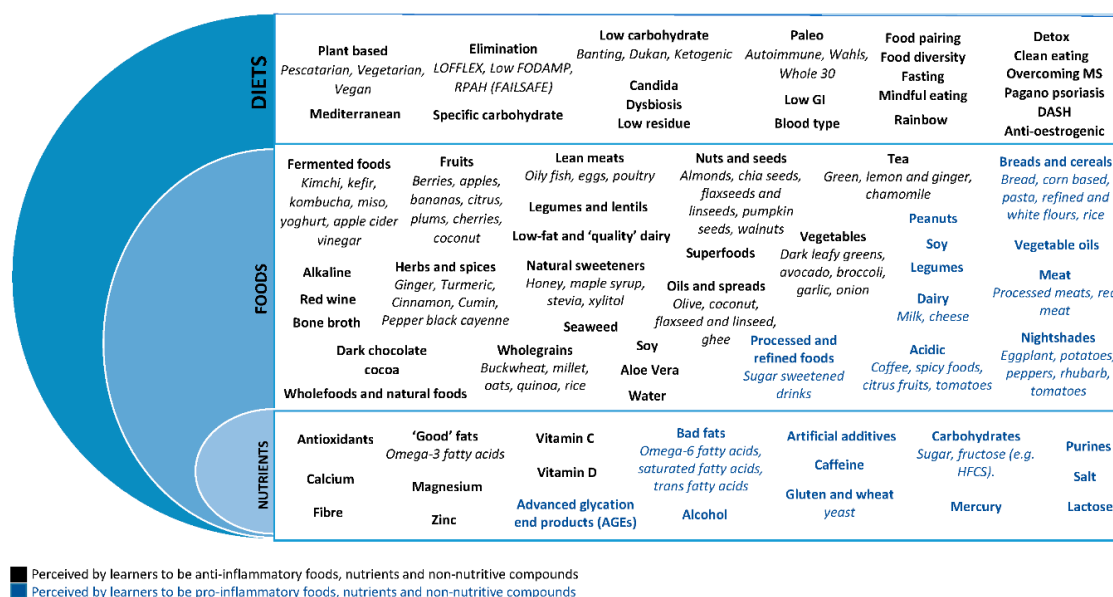 DIETS
Plant based
Pescatarian, Vegetarian,
Vegan
Mediterranean
Elimination
LOFFLEX, Low FODAMP,
RPAH (FAILSAFE)
Specific carbohydrate
Low carbohydrate
Banting, Dukan, Ketogenic
Candida
Dysbiosis
Low residue
Paleo
Autoimmune, Wahls,
Whole 30
Low GI
Blood type
Food pairing
Food diversity
Fasting
Mindful eating
Rainbow
Detox
Clean eating
Overcoming MS
Pagano psoriasis
DASH
Anti-oestrogenic
FOODS
Fermented foods
Kimchi, kefir,
kombucha, miso,
yoghurt, apple cider
vinegar
Alkaline
Red wine
Bone broth
Dark chocolate
cocoa
Wholefoods and natural foods
Fruits
Berries, apples,
bananas, citrus,
plums, cherries,
coconut
Herbs and spices
Ginger, Turmeric,
Cinnamon, Cumin,
Pepper black cayenne
Lean meats
Oily fish, eggs, poultry
Legumes and lentils
Low-fat and ‘quality’ dairy
Natural sweeteners
Honey, maple syrup,
stevia, xylitol
Seaweed
Wholegrains
Buckwheat, millet,
oats, quinoa, rice
Soy
Aloe Vera
Water
Nuts and seeds
Almonds, chia seeds,
flaxseeds and
linseeds, pumpkin
seeds, walnuts
Superfoods
Oils and spreads
Olive, coconut,
flaxseed and linseed,
ghee
Tea
Green, lemon and ginger,
chamomile
Vegetables
Dark leafy greens,
avocado, broccoli,
garlic, onion
Processed and
refined foods
Sugar sweetened
drinks
Peanuts
Soy
Legumes
Dairy
Milk, cheese
Acidic
Coffee, spicy foods,
citrus fruits, tomatoes
Breads and cereals
Bread, corn based,
pasta, refined and
white flours, rice
Vegetable oils
Meat
Processed meats, red
meat
Nightshades
Eggplant, potatoes,
peppers, rhubarb,
tomatoes
NUTRIENTS
Antioxidants
Calcium
Fibre
‘Good’ fats
Omega-3 fatty acids
Magnesium
Zinc
Vitamin C
Vitamin D
Advanced glycation
end products (AGEs)
Bad fats
Omega-6 fatty acids,
saturated fatty acids,
trans fatty acids
Alcohol
Artificial additives
Caffeine
Gluten and wheat
yeast
Carbohydrates
Sugar, fructose (e.g.
HFCS).
Mercury
Purines
Salt
Lactose
Perceived by learners to be anti-inflammatory foods, nutrients and non-nutritive compounds
Perceived by learners to be pro-inflammatory foods, nutrients and non-nutritive compounds